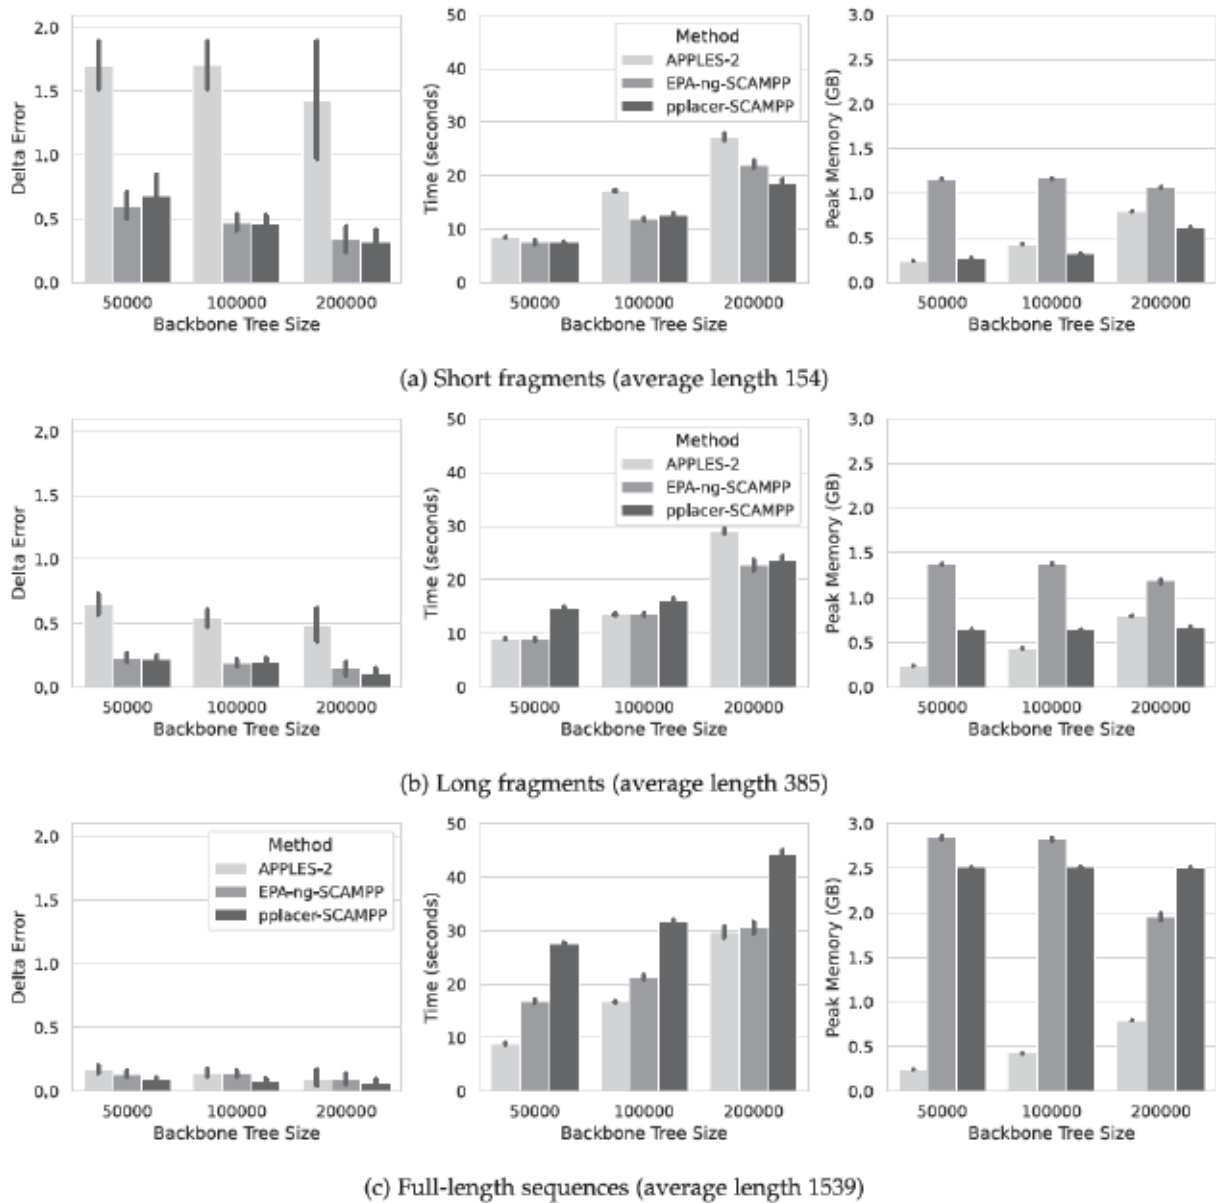 Delta Error
2.0
1.5
1.0
0.5
0.0
50000 100000 200000
Backbone Tree Size
Time (seconds)
50
40
30
20
10
0
Method
APPLES-2
EPA-ng-SCAMPP
pplacer-SCAMPP
50000 100000 200000
Backbone Tree Size
Peak Memory (GB)
3.0
2.5
2.0
1.5
1.0
0.5
0.0
50000 100000 200000
Backbone Tree Size
(a) Short fragments (average length 154)
Delta Error
2.0
1.5
1.0
0.5
0.0
50000 100000 200000
Backbone Tree Size
Time (seconds)
50
40
30
20
10
0
Method
APPLES-2
EPA-ng-SCAMPP
pplacer-SCAMPP
50000 100000 200000
Backbone Tree Size
Peak Memory (GB)
3.0
2.5
2.0
1.5
1.0
0.5
0.0
50000 100000 200000
Backbone Tree Size
(b) Long fragments (average length 385)
Delta Error
2.0
1.5
1.0
0.5
0.0
Method
APPLES-2
EPA-ng-SCAMPP
pplacer-SCAMPP
50000 100000 200000
Backbone Tree Size
Time (seconds)
50
40
30
20
10
0
50000 100000 200000
Backbone Tree Size
Peak Memory (GB)
3.0
2.5
2.0
1.5
1.0
0.5
0.0
50000 100000 200000
Backbone Tree Size
(c) Full-length sequences (average length 1539)